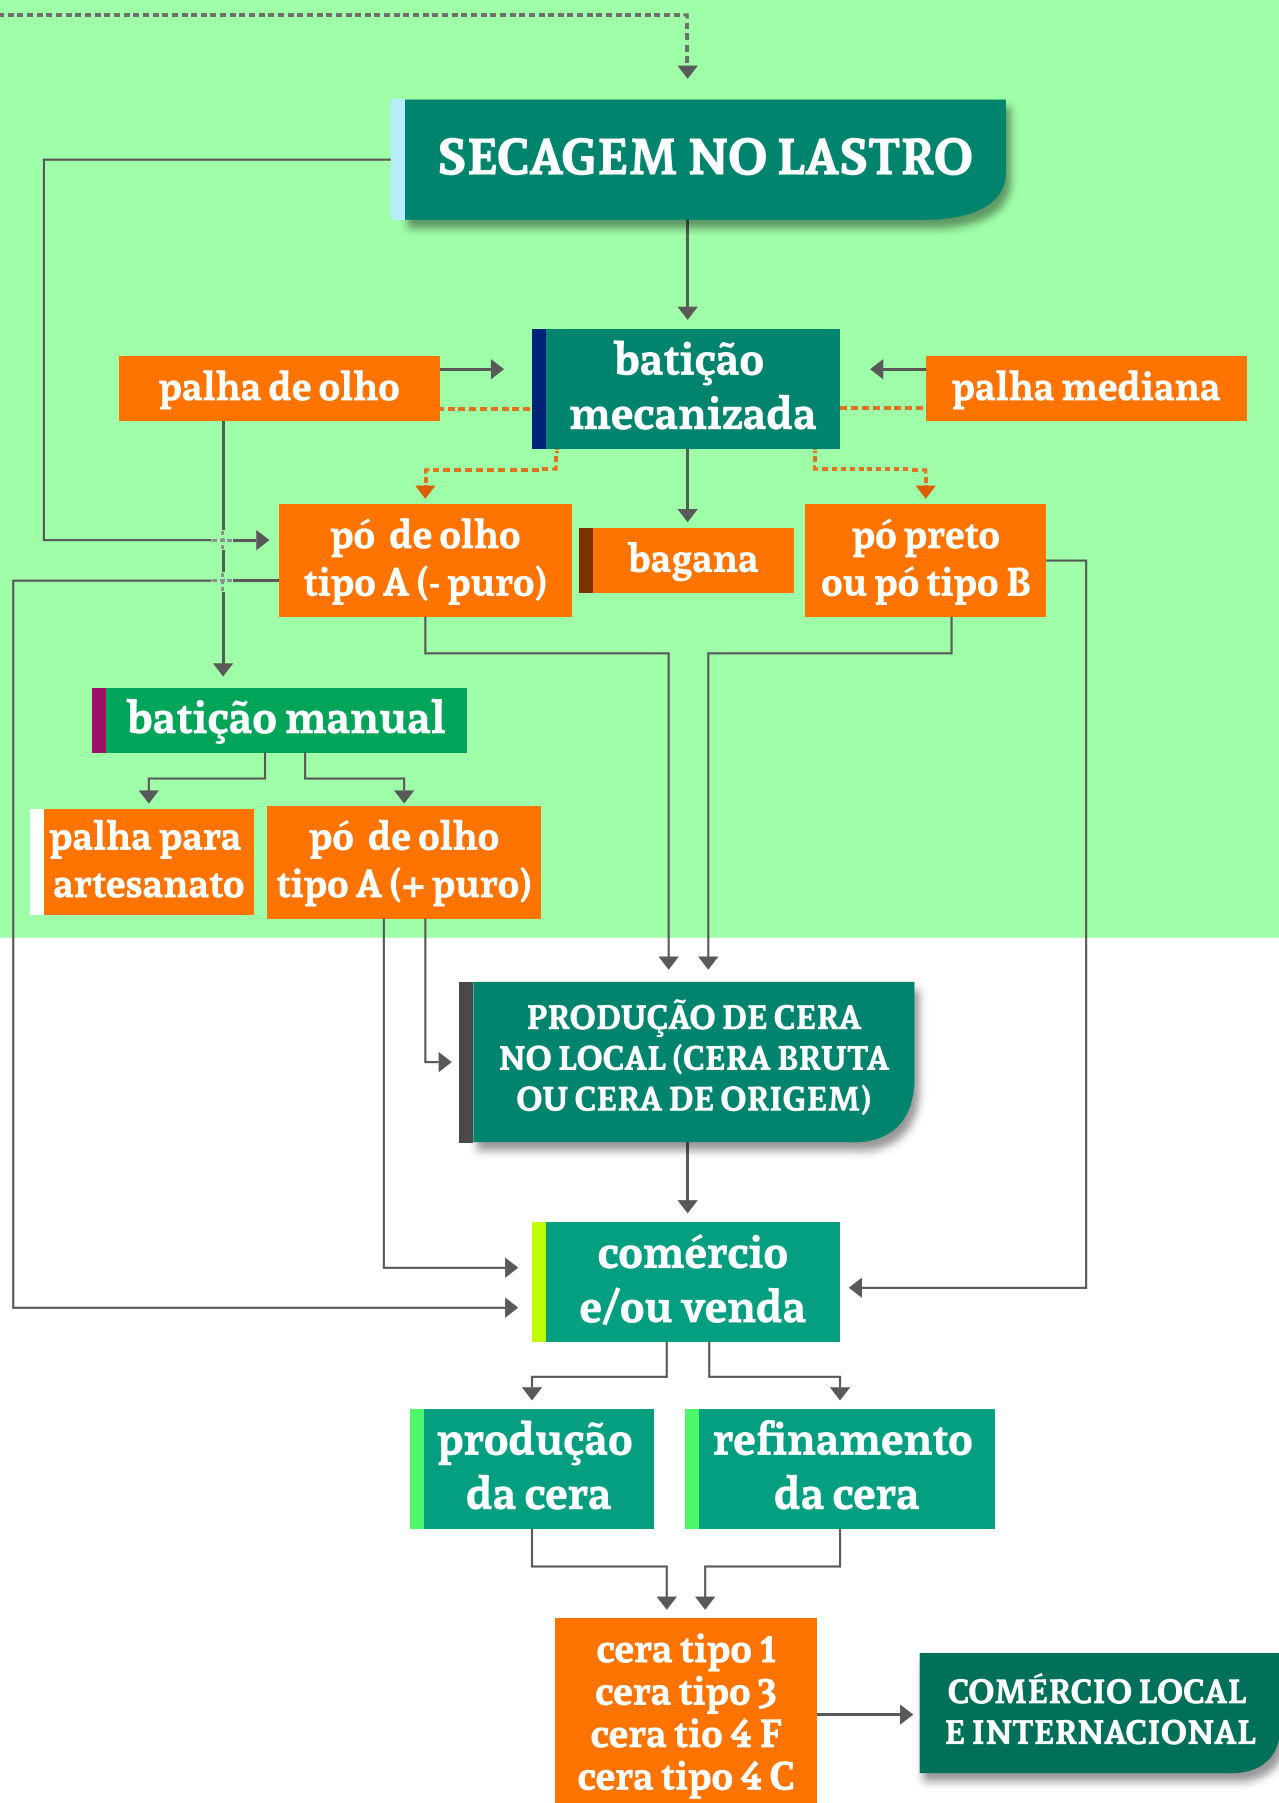 SECAGEM NO LASTRO
palha de olho
batição
mecanizada
palha mediana
pó de olho
tipo A (- puro)
bagana
pó preto
ou pó tipo B
batição manual
palha para
artesanato
pó de olho
tipo A (+ puro)
PRODUÇÃO DE CERA
NO LOCAL (CERA BRUTA
OU CERA DE ORIGEM)
comércio
e/ou venda
produção
da cera
refinamento
da cera
cera tipo 1
cera tipo 3
cera tio 4 F
cera tipo 4 C
COMÉRCIO LOCAL
E INTERNACIONAL